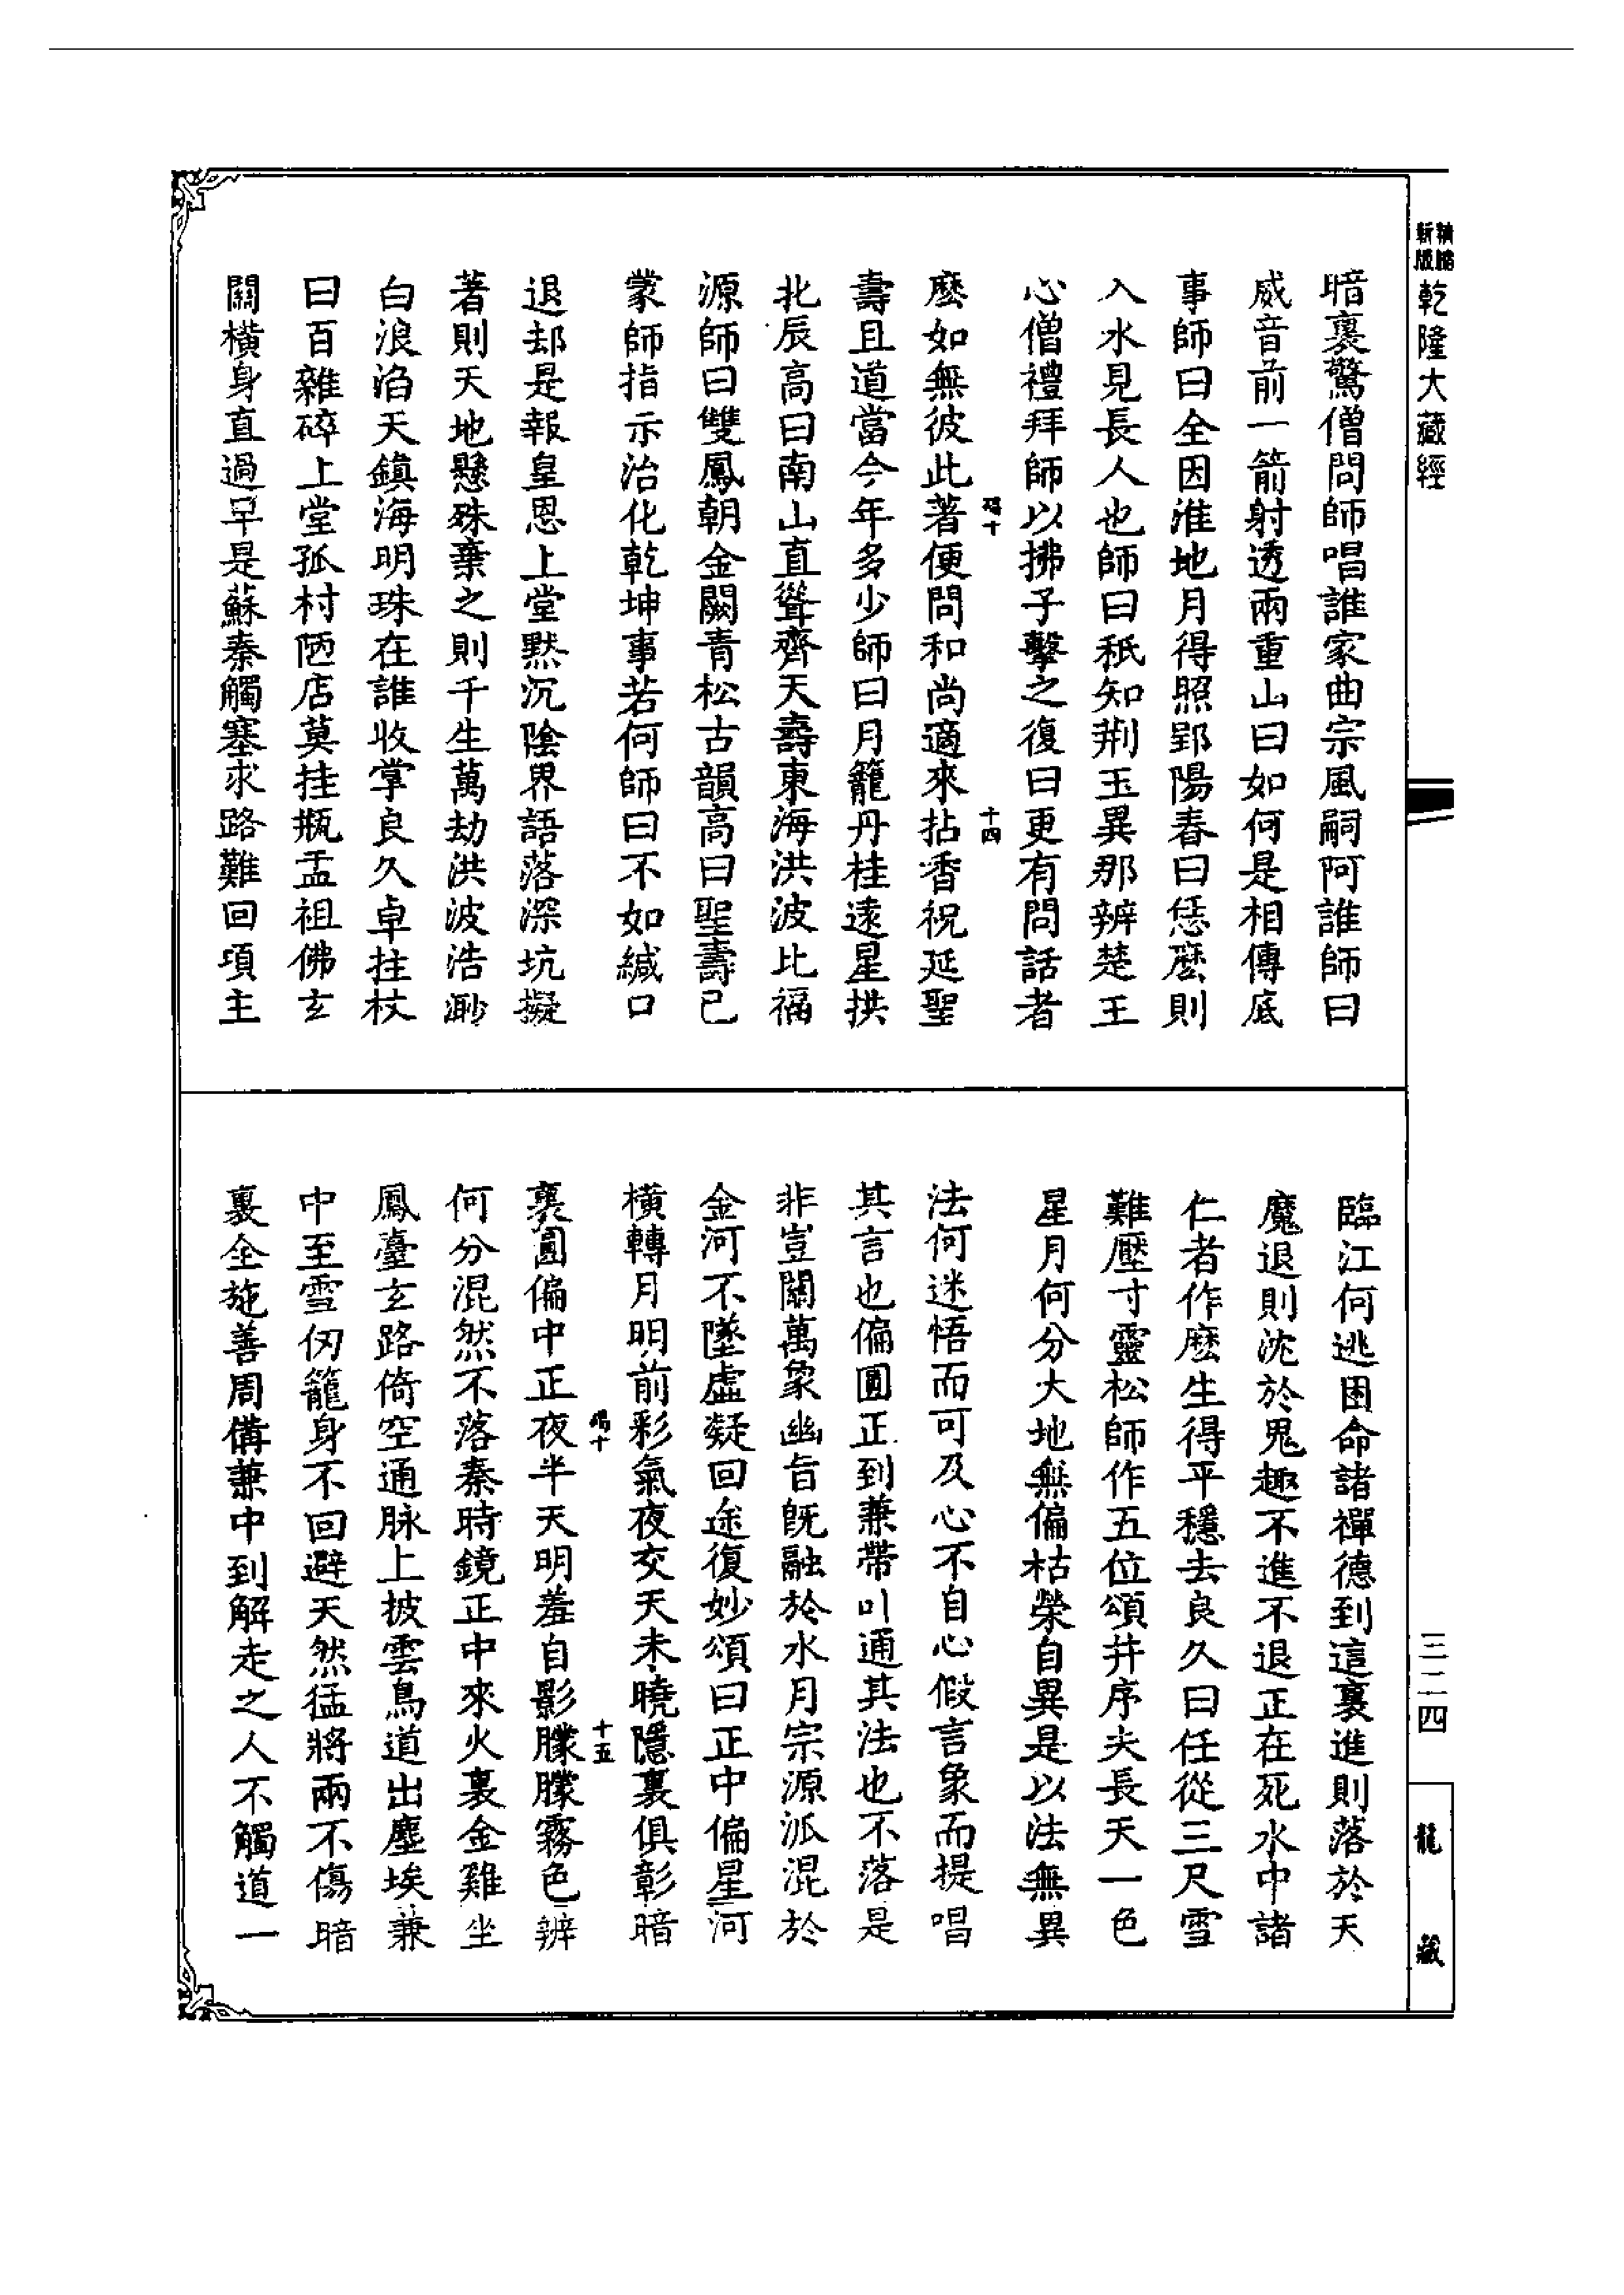 暗裏驚僧問師唱誰家曲宗風嗣阿誰師曰
威音前一箭射透兩重山曰如何是相傳底
事師曰全因淮地月得照郢陽春曰恁麼則
入水見長人也師曰秖知荆玉異那辨楚王
心僧禮拜師以拂子擊之復曰更有問話者
麼如無彼此著便問和尚適來拈香祝延聖
壽且道當今年多少師曰月籠丹桂遠星拱
北辰高曰南山直聳齊天壽東海洪波比福
源師曰雙鳳朝金闕青松古韻高曰聖壽已
蒙師指示治化乾坤事若何師曰不如緘口
退却是報皇恩上堂黙沉陰界語落深坑擬
著則天地懸殊棄之則千生萬劫洪波浩渺
白浪滔天鎮海明珠在誰收掌良久卓拄杖
曰百雜碎上堂孤村陋店莫挂瓶盂祖佛玄
關橫身直過早是蘇秦觸塞求路難回項主
臨江何逃困命諸禪德到這裏進則落於天
魔退則沈於鬼趣不進不退正在死水中諸
仁者作麼生得平穩去良久曰任從三尺雪
難壓寸靈松師作五位頌并序夫長天一色
星月何分大地無偏枯榮自異是以法無異
法何迷悟而可及心不自心假言象而提唱
其言也偏圓正到兼帶叶通其法也不落是
非豈關萬象幽旨既融於水月宗源派混於
金河不墜虛凝回途復妙頌曰正中偏星河
橫轉月明前彩氣夜交天未曉隱裏俱彰暗
裏圓偏中正夜半天明羞自影朦朦霧色辨
何分混然不落秦時鏡正中來火裏金雞坐
鳳臺玄路倚空通脉上披雲鳥道出塵埃兼
中至雪刃籠身不回避天然猛將兩不傷暗
裏全施善周備兼中到解走之人不觸道一
乾隆大藏經
十四
十五
三二四
龍藏